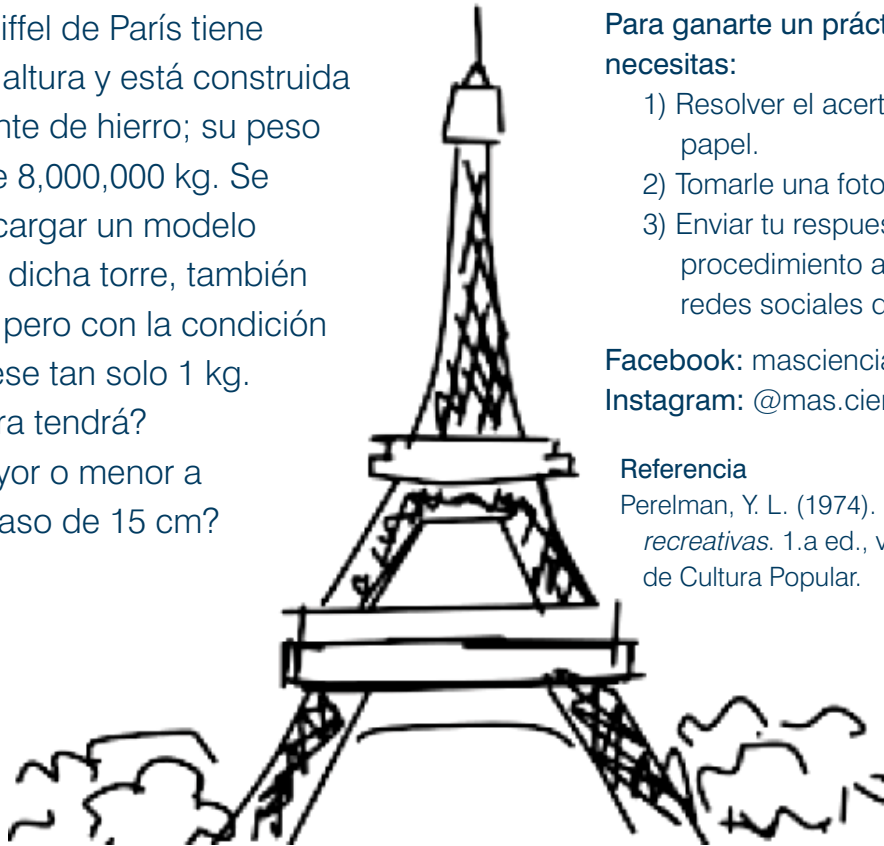 iffel de París tiene
altura y está construida
nte de hierro; su peso
e 8,000,000 kg. Se
cargar un modelo
dicha torre, también
pero con la condición
ese tan solo 1 kg.
ra tendrá?
yor o menor a
aso de 15 cm?
Para ganarte un práct
necesitas:
1) Resolver el acert
papel.
2) Tomarle una foto
3) Enviar tu respues
procedimiento a
redes sociales d
Facebook: masciencia
Instagram: @mas.cien
Referencia
Perelman, Y. L. (1974).
recreativas. 1.a ed., v
de Cultura Popular.